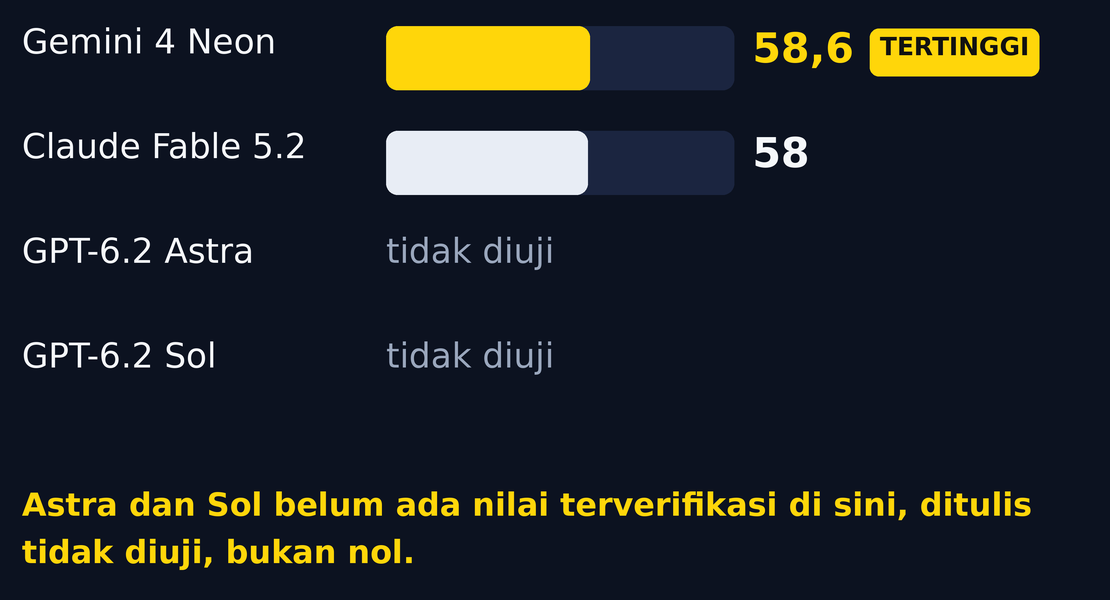 Gemini 4 Neon 58,6 TERTINGGI
Claude Fable 5.2 58
GPT-6.2 Astra tidak diuji
GPT-6.2 Sol tidak diuji
Astra dan Sol belum ada nilai terverifikasi di sini, ditulis
tidak diuji, bukan nol.